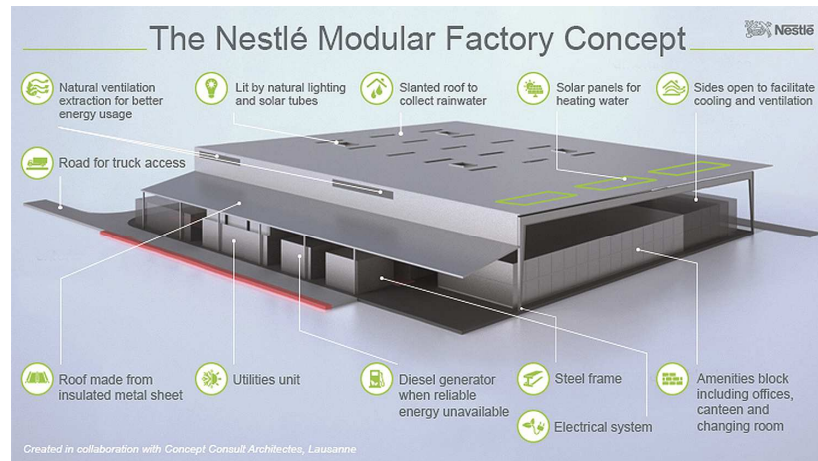 The Nestlé Modular Factory Concept
Nestlé
Natural ventilation
extraction for better
energy usage
Lit by natural lighting
and solar tubes
Slanted roof to
collect rainwater
Solar panels for
heating water
Sides open to facilitate
cooling and ventilation
Road for truck access
Roof made from
insulated metal sheet
Utilities unit
Diesel generator
when reliable
energy unavailable
Steel frame
Electrical system
Amenities block
including offices,
canteen and
changing room
Created in collaboration with Concept Consult Architectes, Lausanne